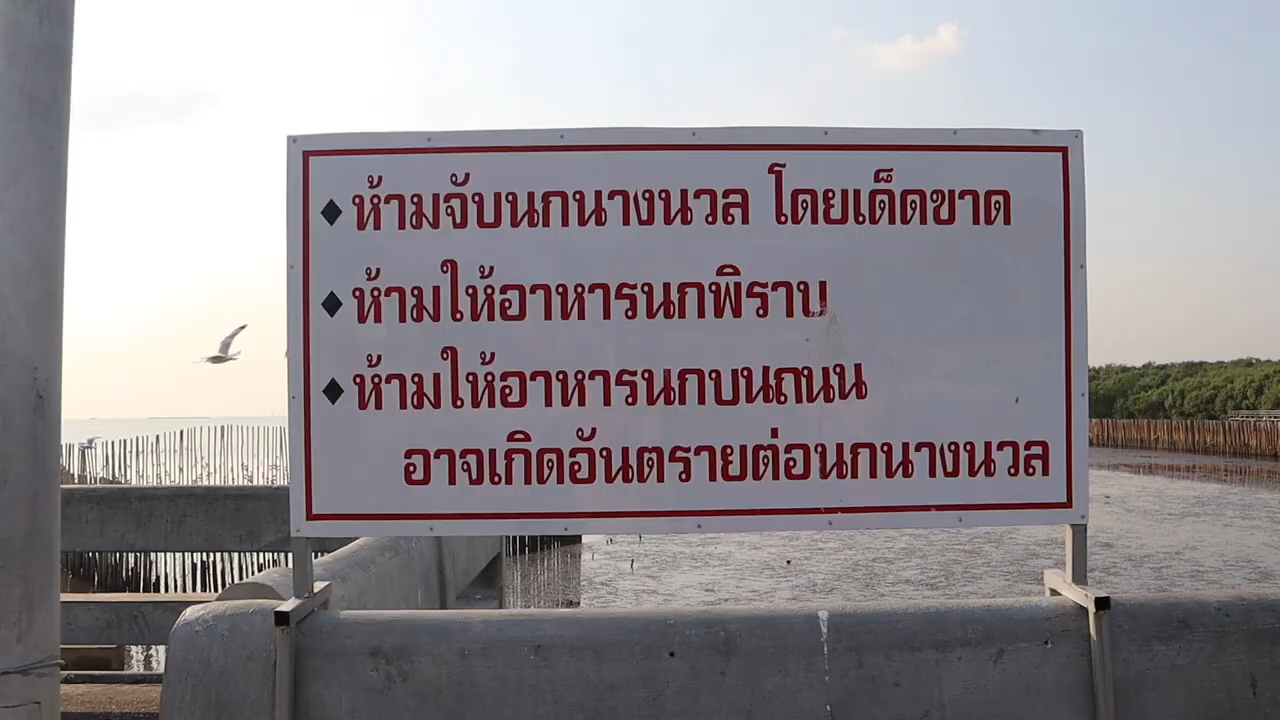 ♦ ห้ามจับนกนางนวล โดยเด็ดขาด
♦ ห้ามให้อาหารนกพิราบ
♦ ห้ามให้อาหารนกบนถนน
อาจเกิดอันตรายต่อนกนางนวล